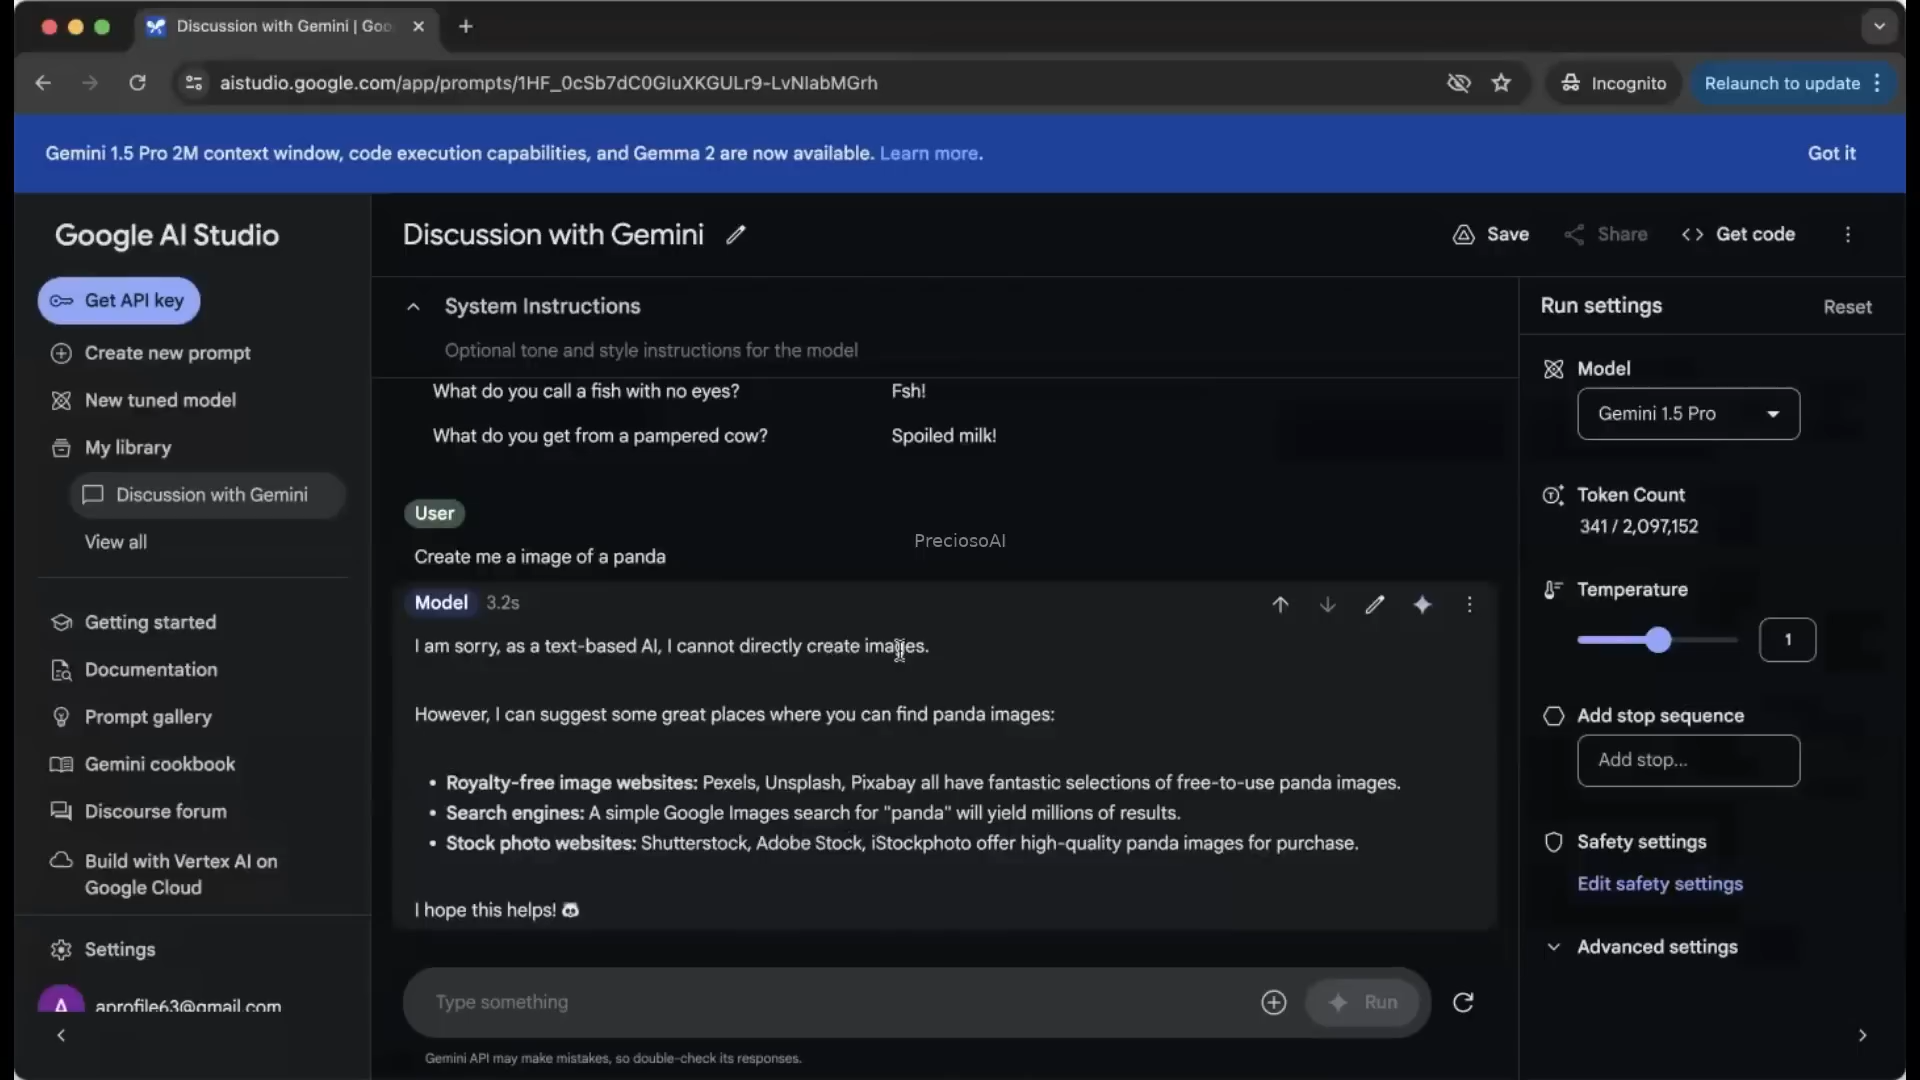 Discussion with Gemini | Goo
aistudio.google.com/app/prompts/1HF_0cSb7dC0GIuXKGULr9-LvNlabMGrh
Incognito
Relaunch to update
Gemini 1.5 Pro 2M context window, code execution capabilities, and Gemma 2 are now available. Learn more.
Got it
Google AI Studio
Get API key
Create new prompt
New tuned model
My library
Discussion with Gemini
View all
Getting started
Documentation
Prompt gallery
Gemini cookbook
Discourse forum
Build with Vertex AI on
Google Cloud
Settings
A
aprofile63@gmail.com
Discussion with Gemini
Save
Share
Get code
System Instructions
Optional tone and style instructions for the model
What do you call a fish with no eyes? Fsh!
What do you get from a pampered cow? Spoiled milk!
User
PreciosoAI
Create me a image of a panda
Model 3.2s
I am sorry, as a text-based AI, I cannot directly create images.
However, I can suggest some great places where you can find panda images:
• Royalty-free image websites: Pexels, Unsplash, Pixabay all have fantastic selections of free-to-use panda images.
• Search engines: A simple Google Images search for "panda" will yield millions of results.
• Stock photo websites: Shutterstock, Adobe Stock, iStockphoto offer high-quality panda images for purchase.
I hope this helps! 🐼
Type something
Run
Gemini API may make mistakes, so double-check its responses.
Run settings
Reset
Model
Gemini 1.5 Pro
Token Count
341 / 2,097,152
Temperature
1
Add stop sequence
Add stop...
Safety settings
Edit safety settings
Advanced settings